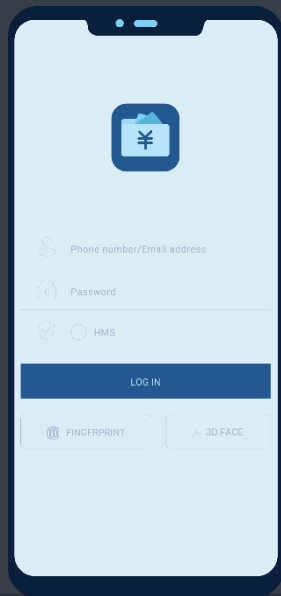 ¥
Phone number/Email address
Password
HMS
LOG IN
FINGERPRINT
3D FACE